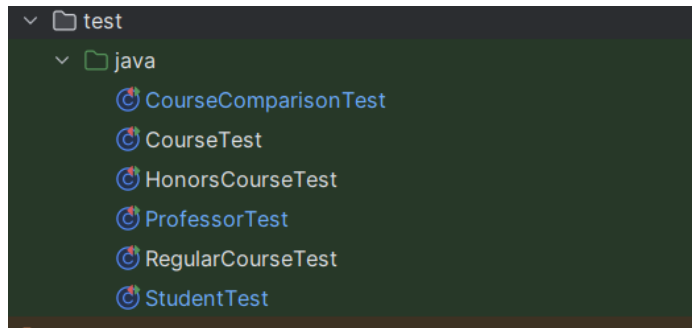 test
java
CourseComparisonTest
CourseTest
HonorsCourseTest
ProfessorTest
RegularCourseTest
StudentTest